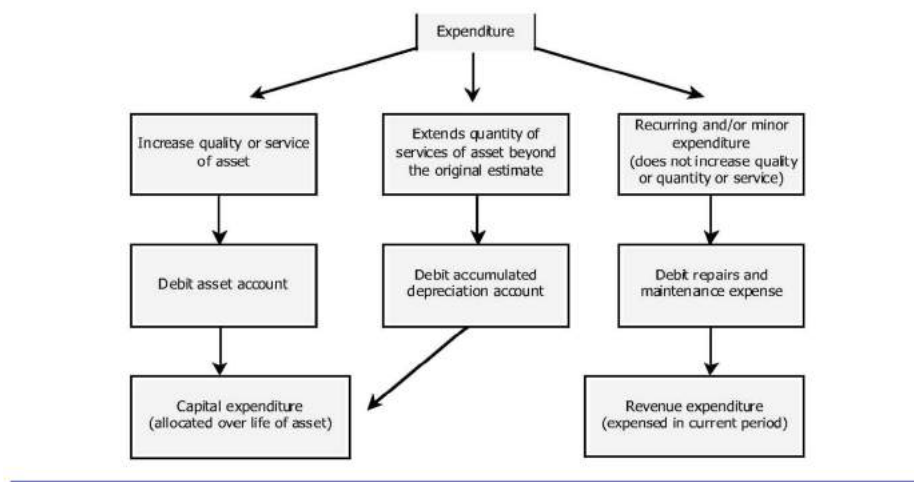 Expenditure
Increase quality or service
of asset
Extends quantity of
services of asset beyond
the original estimate
Recurring and/or minor
expenditure
(does not increase quality
or quantity or service)
Debit asset account
Debit accumulated
depreciation account
Debit repairs and
maintenance expense
Capital expenditure
(allocated over life of asset)
Revenue expenditure
(expensed in current period)